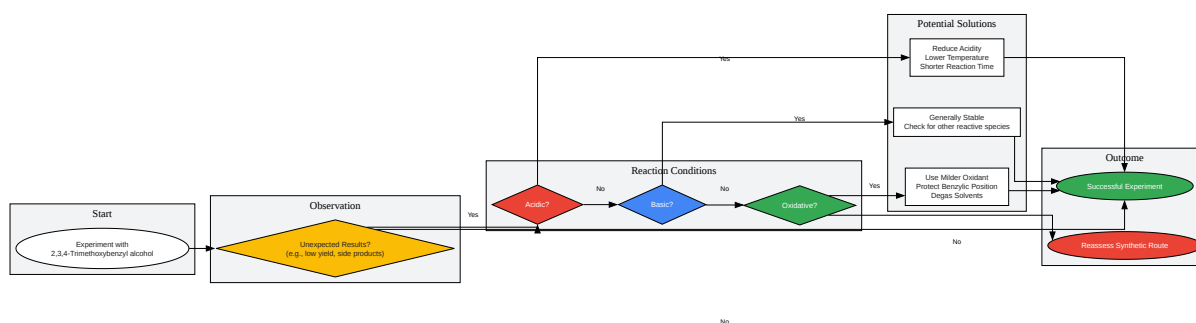 Start
Experiment with
2,3,4-Trimethoxybenzyl alcohol
Observation
Unexpected Results?
(e.g., low yield, side products)
Yes
No
Reaction Conditions
Acidic?
Yes
No
Basic?
Yes
No
Oxidative?
Yes
No
Potential Solutions
Reduce Acidity
Lower Temperature
Shorter Reaction Time
Generally Stable
Check for other reactive species
Use Milder Oxidant
Protect Benzylic Position
Degas Solvents
Outcome
Successful Experiment
Reassess Synthetic Route